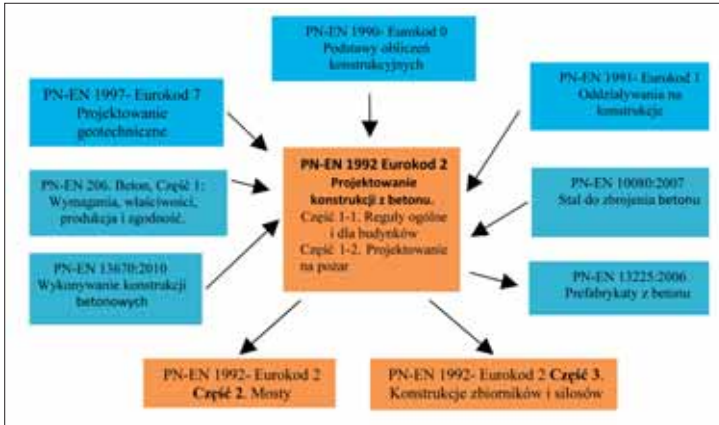 PN-EN 1990- Eurokod 0
Podstawy obliczeń
konstrukcyjnych
PN-EN 1997- Eurokod 7
Projektowanie
geotechniczne
PN-EN 1991- Eurokod 1
Oddziaływania na
konstrukcje
PN-EN 206. Beton, Część 1:
Wymagania, właściwości,
produkcja i zgodność.
PN-EN 1992 Eurokod 2
Projektowanie
konstrukcji z betonu.
Część 1-1. Reguły ogólne
i dla budynków
Część 1-2. Projektowanie
na pożar
PN-EN 10080:2007
Stal do zbrojenia betonu
PN-EN 13670:2010
Wykonywanie konstrukcji
betonowych
PN-EN 13225:2006
Prefabrykaty z betonu
PN-EN 1992- Eurokod 2
Część 2. Mosty
PN-EN 1992- Eurokod 2 Część 3.
Konstrukcje zbiorników i silosów